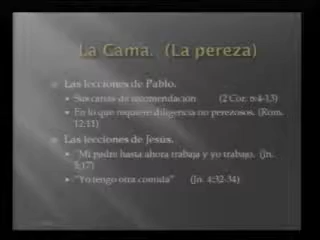 La Cama. (La pereza)
Las lecciones de Pablo.
Sus cartas de recomendación (2 Cor. 6:4-13)
En lo que requiere diligencia no perezosos. (Rom.
12:11)
Las lecciones de Jesús.
"Mi padre hasta ahora trabaja y yo trabajo. (Jn.
5:17)
"Yo tengo otra comida" (Jn. 4:32-34)